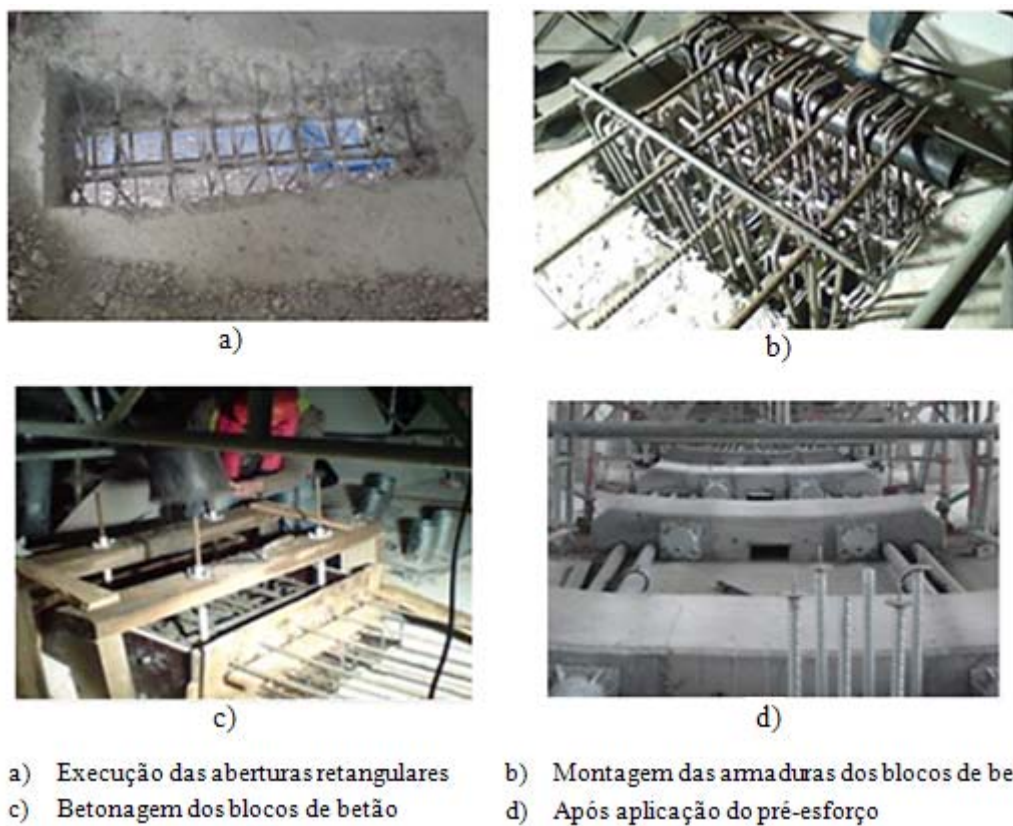 a)
b)
c)
d)
a) Execução das aberturas retangulares
b) Montagem das armaduras dos blocos de be
c) Betonagem dos blocos de betão
d) Após aplicação do pré-esforço